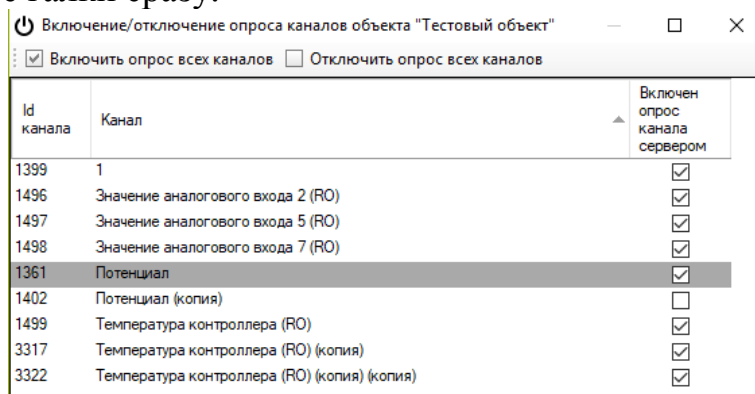 галки сразу.
Включение/отключение опроса каналов объекта "Тестовый объект"
Включить опрос всех каналов Отключить опрос всех каналов
Id канала
Канал
Включен опрос канала сервером
1399 1
1496 Значение аналогового входа 2 (RO)
1497 Значение аналогового входа 5 (RO)
1498 Значение аналогового входа 7 (RO)
1361 Потенциал
1402 Потенциал (копия)
1499 Температура контроллера (RO)
3317 Температура контроллера (RO) (копия)
3322 Температура контроллера (RO) (копия) (копия)